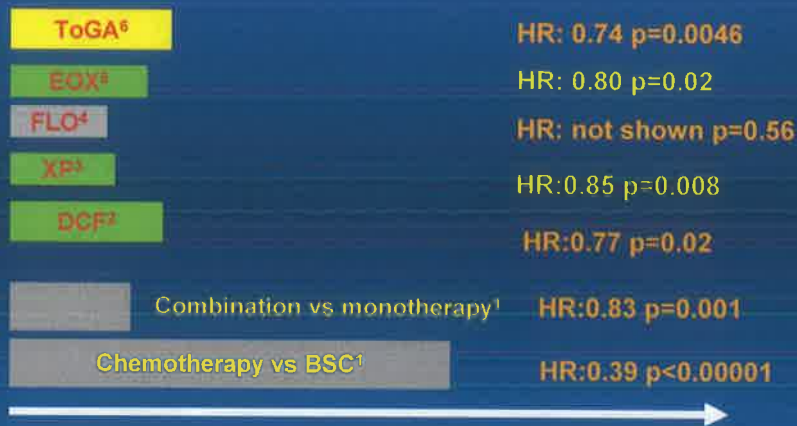 ToGA⁶ HR: 0.74 p=0.0046
EOX⁵ HR: 0.80 p=0.02
FLO⁴ HR: not shown p=0.56
XP³ HR:0.85 p=0.008
DCF² HR:0.77 p=0.02
Combination vs monotherapy¹ HR:0.83 p=0.001
Chemotherapy vs BSC¹ HR:0.39 p<0.00001